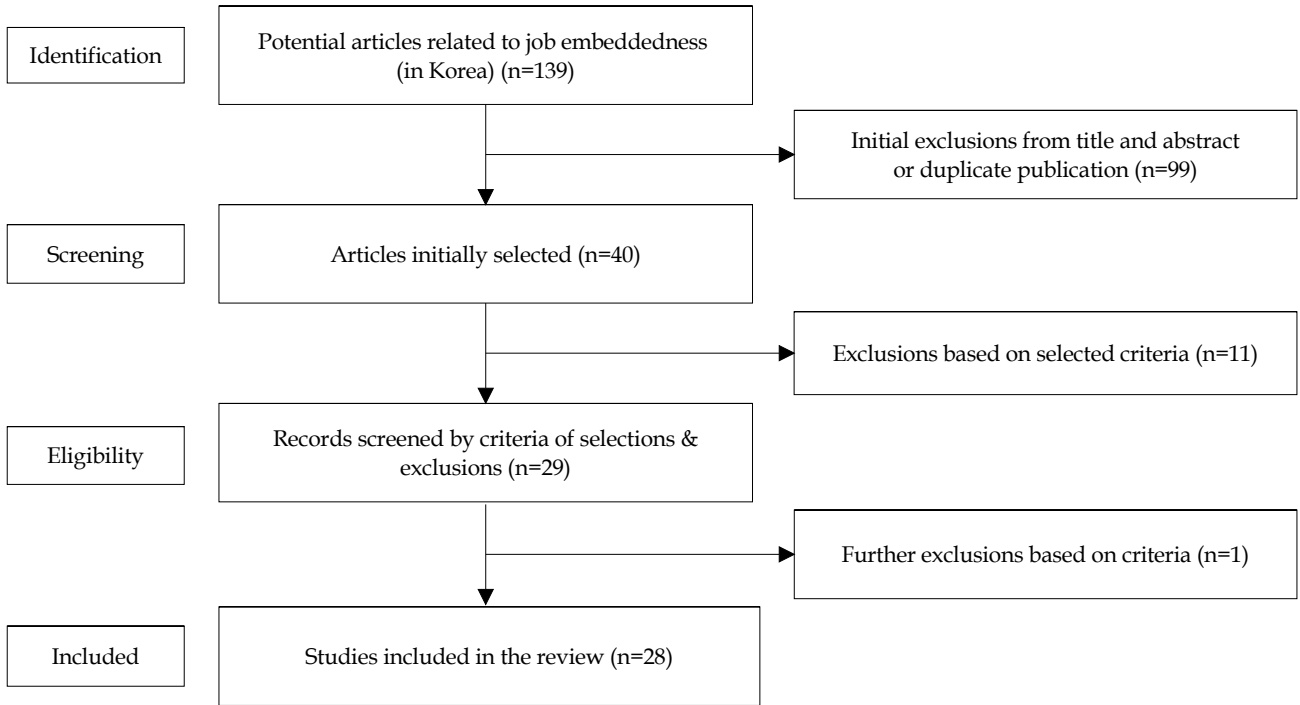 Identification
Potential articles related to job embeddedness
(in Korea) (n=139)
Initial exclusions from title and abstract
or duplicate publication (n=99)
Screening
Articles initially selected (n=40)
Exclusions based on selected criteria (n=11)
Eligibility
Records screened by criteria of selections &
exclusions (n=29)
Further exclusions based on criteria (n=1)
Included
Studies included in the review (n=28)